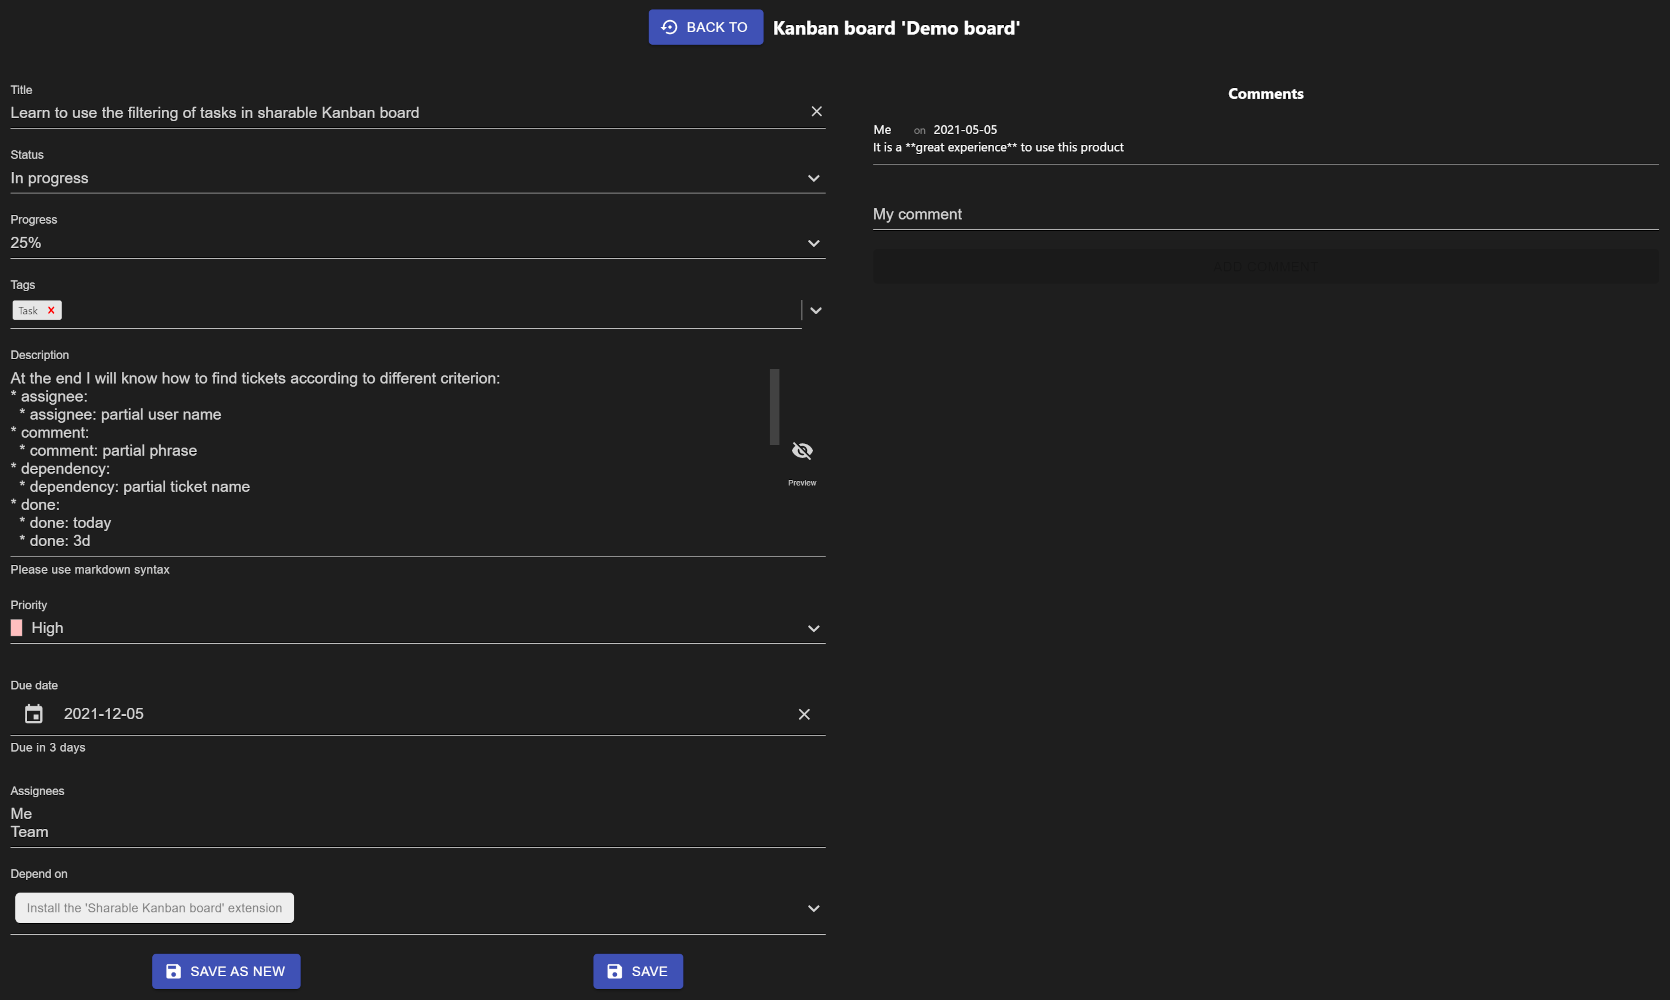 BACK TO Kanban board 'Demo board'
Title
Learn to use the filtering of tasks in sharable Kanban board
Status
In progress
Progress
25%
Tags
Task
Description
At the end I will know how to find tickets according to different criterion:
* assignee:
  * assignee: partial user name
* comment:
  * comment: partial phrase
* dependency:
  * dependency: partial ticket name
* done:
  * done: today
  * done: 3d
Preview
Please use markdown syntax
Priority
High
Due date
2021-12-05
Due in 3 days
Assignees
Me
Team
Depend on
Install the 'Sharable Kanban board' extension
SAVE AS NEW
SAVE
Comments
Me on 2021-05-05
It is a **great experience** to use this product
My comment
ADD COMMENT